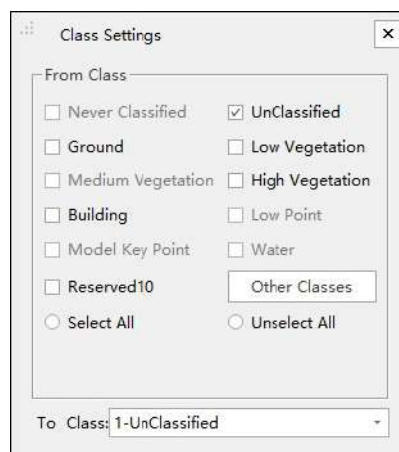 Class Settings
From Class
Never Classified UnClassified
Ground Low Vegetation
Medium Vegetation High Vegetation
Building Low Point
Model Key Point Water
Reserved10 Other Classes
Select All Unselect All
To Class: 1-UnClassified